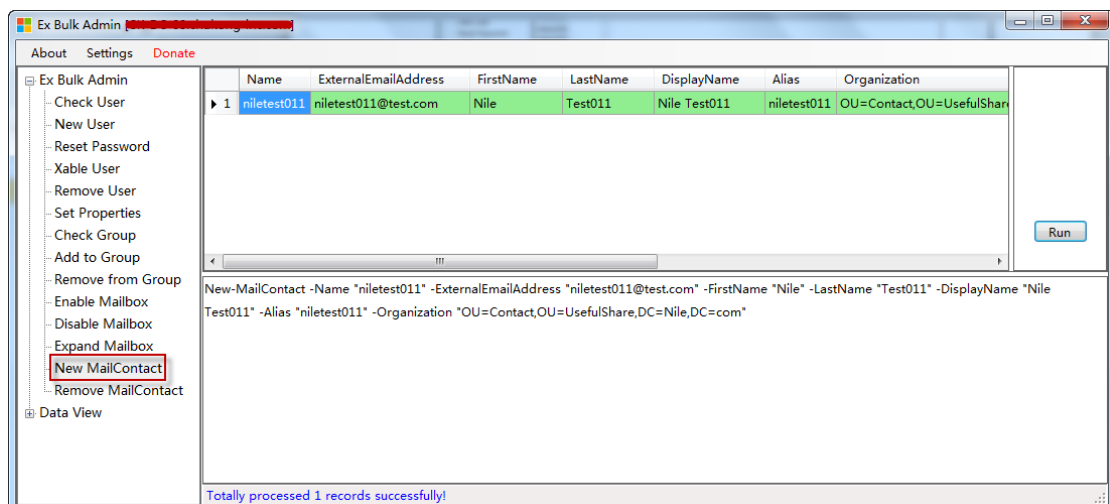 Ex Bulk Admin
About Settings Donate
Ex Bulk Admin
Check User
New User
Reset Password
Xable User
Remove User
Set Properties
Check Group
Add to Group
Remove from Group
Enable Mailbox
Disable Mailbox
Expand Mailbox
New MailContact
Remove MailContact
Data View
Name ExternalEmailAddress FirstName LastName DisplayName Alias Organization
1 niletest011 niletest011@test.com Nile Test011 Nile Test011 niletest011 OU=Contact,OU=UsefulShare
Run
New-MailContact -Name "niletest011" -ExternalEmailAddress "niletest011@test.com" -FirstName "Nile" -LastName "Test011" -DisplayName "Nile
Test011" -Alias "niletest011" -Organization "OU=Contact,OU=UsefulShare,DC=Nile,DC=com"
Totally processed 1 records successfully!